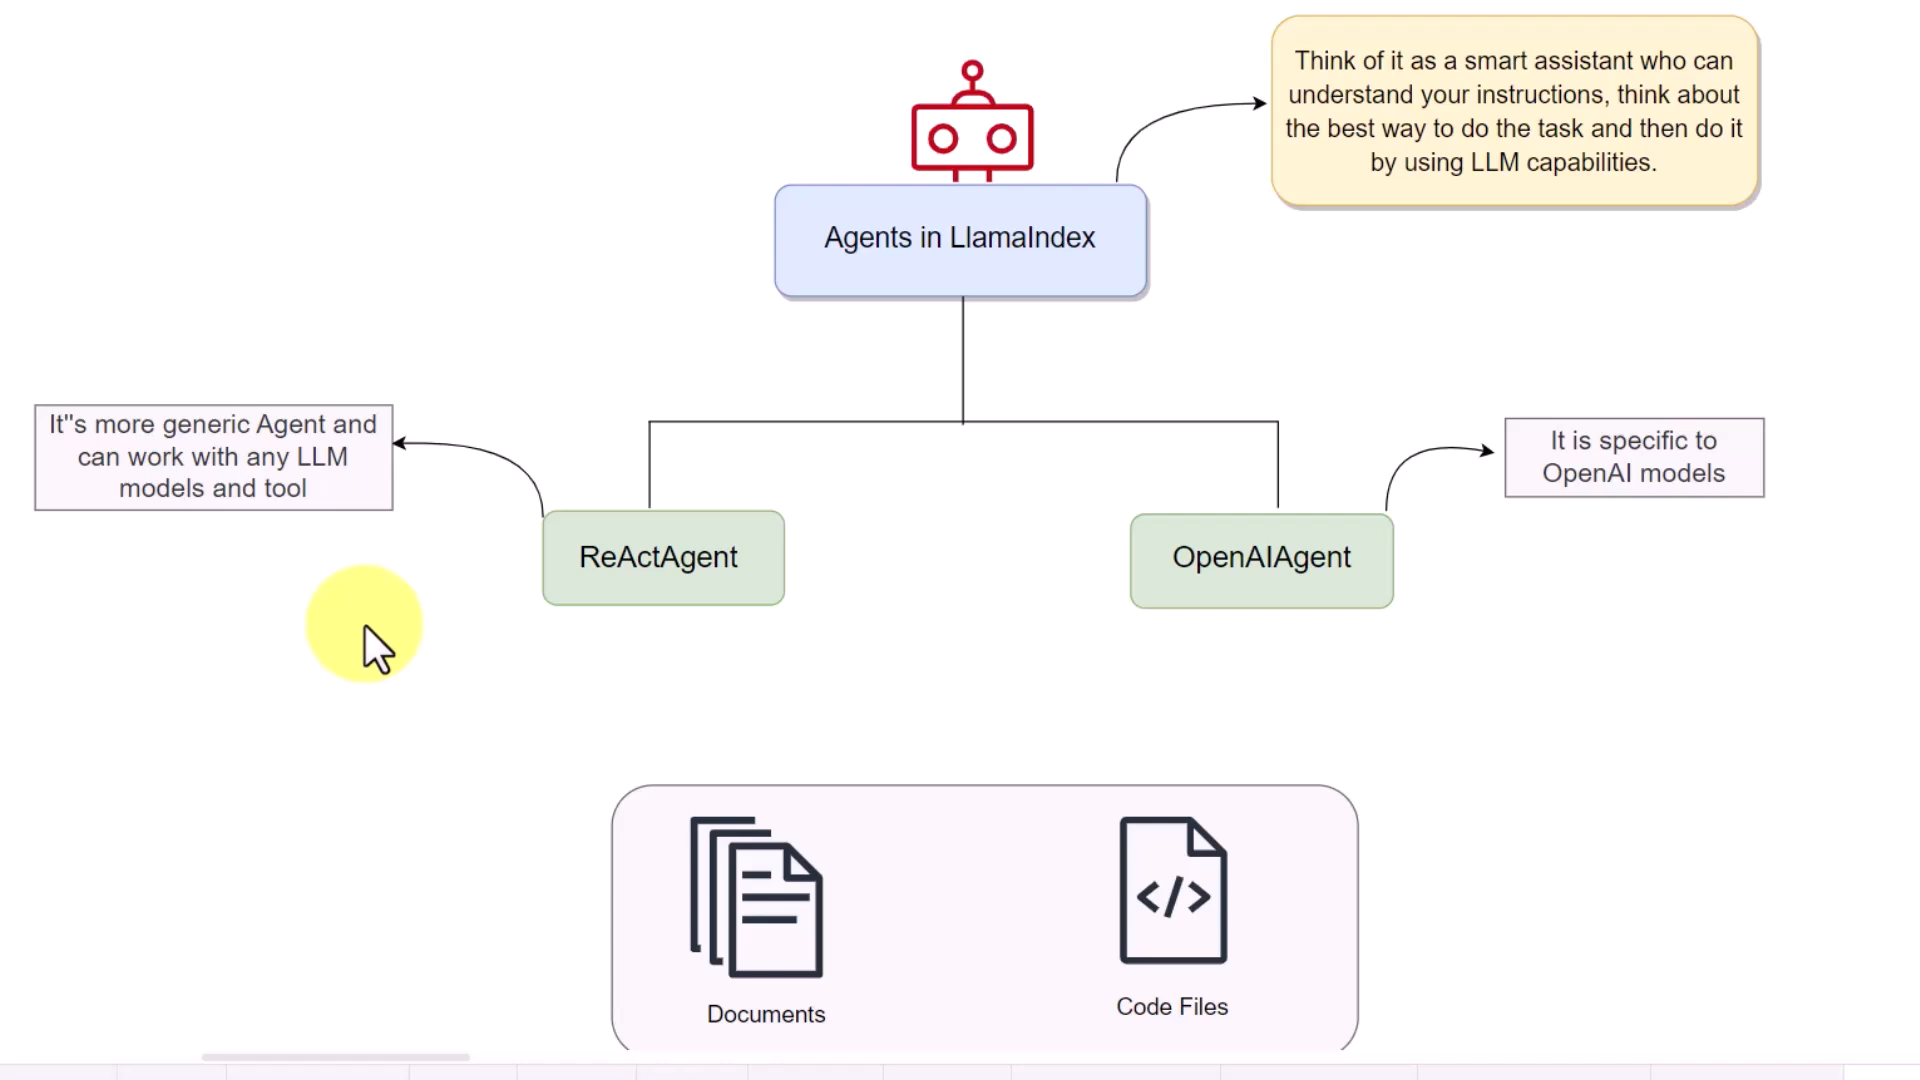 Think of it as a smart assistant who can
understand your instructions, think about
the best way to do the task and then do it
by using LLM capabilities.
Agents in LlamaIndex
It"s more generic Agent and
can work with any LLM
models and tool
It is specific to
OpenAI models
ReActAgent
OpenAIAgent
</>
Documents
Code Files